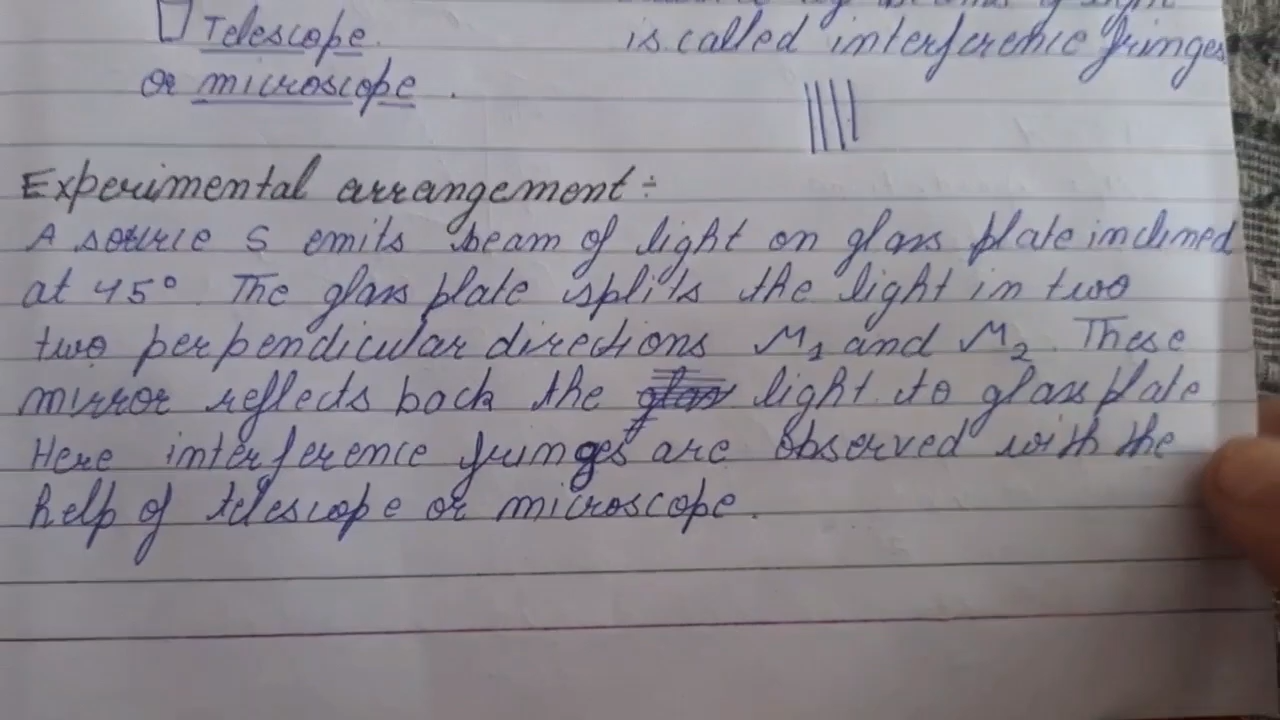 Telescope.
or microscope.
is called interference fringes
Experimental arrangement:-
A source S emits beam of light on glass plate inclined
at 45°. The glass plate splits the light in two
two perpendicular directions M1 and M2. These
mirror reflects back the light to glass plate
Here interference fringes are observed with the
help of telescope or microscope.